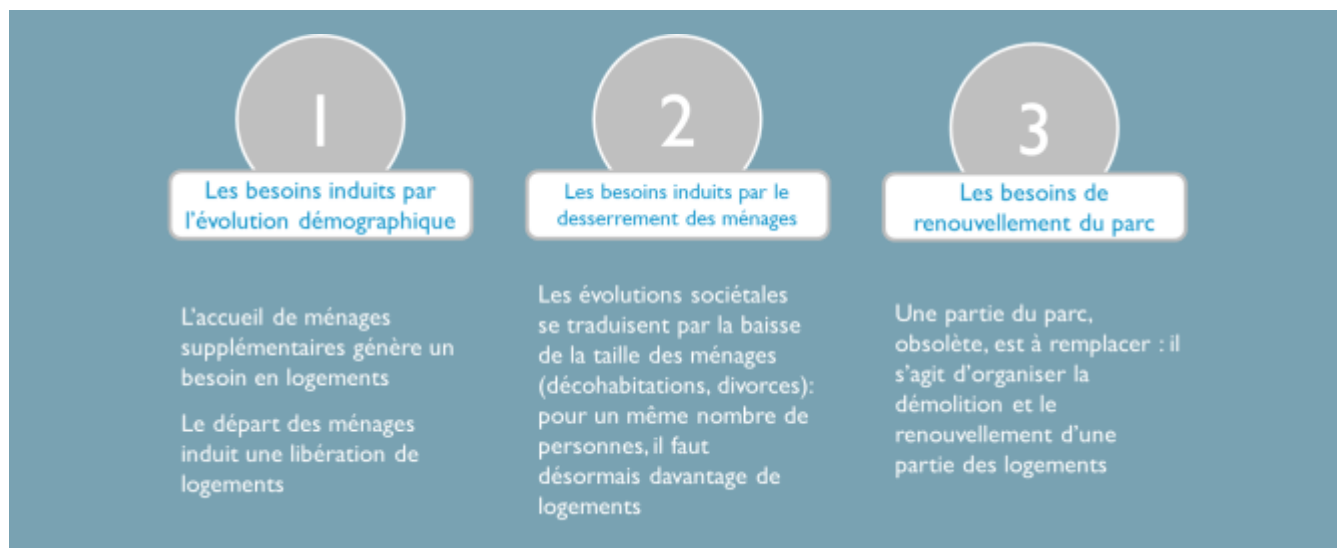 1
Les besoins induits par
l'évolution démographique
L'accueil de ménages
supplémentaires génère un
besoin en logements
Le départ des ménages
induit une libération de
logements
2
Les besoins induits par le
desserrement des ménages
Les évolutions sociétales
se traduisent par la baisse
de la taille des ménages
(décohabitations, divorces):
pour un même nombre de
personnes, il faut
désormais davantage de
logements
3
Les besoins de
renouvellement du parc
Une partie du parc,
obsolète, est à remplacer : il
s'agit d'organiser la
démolition et le
renouvellement d'une
partie des logements